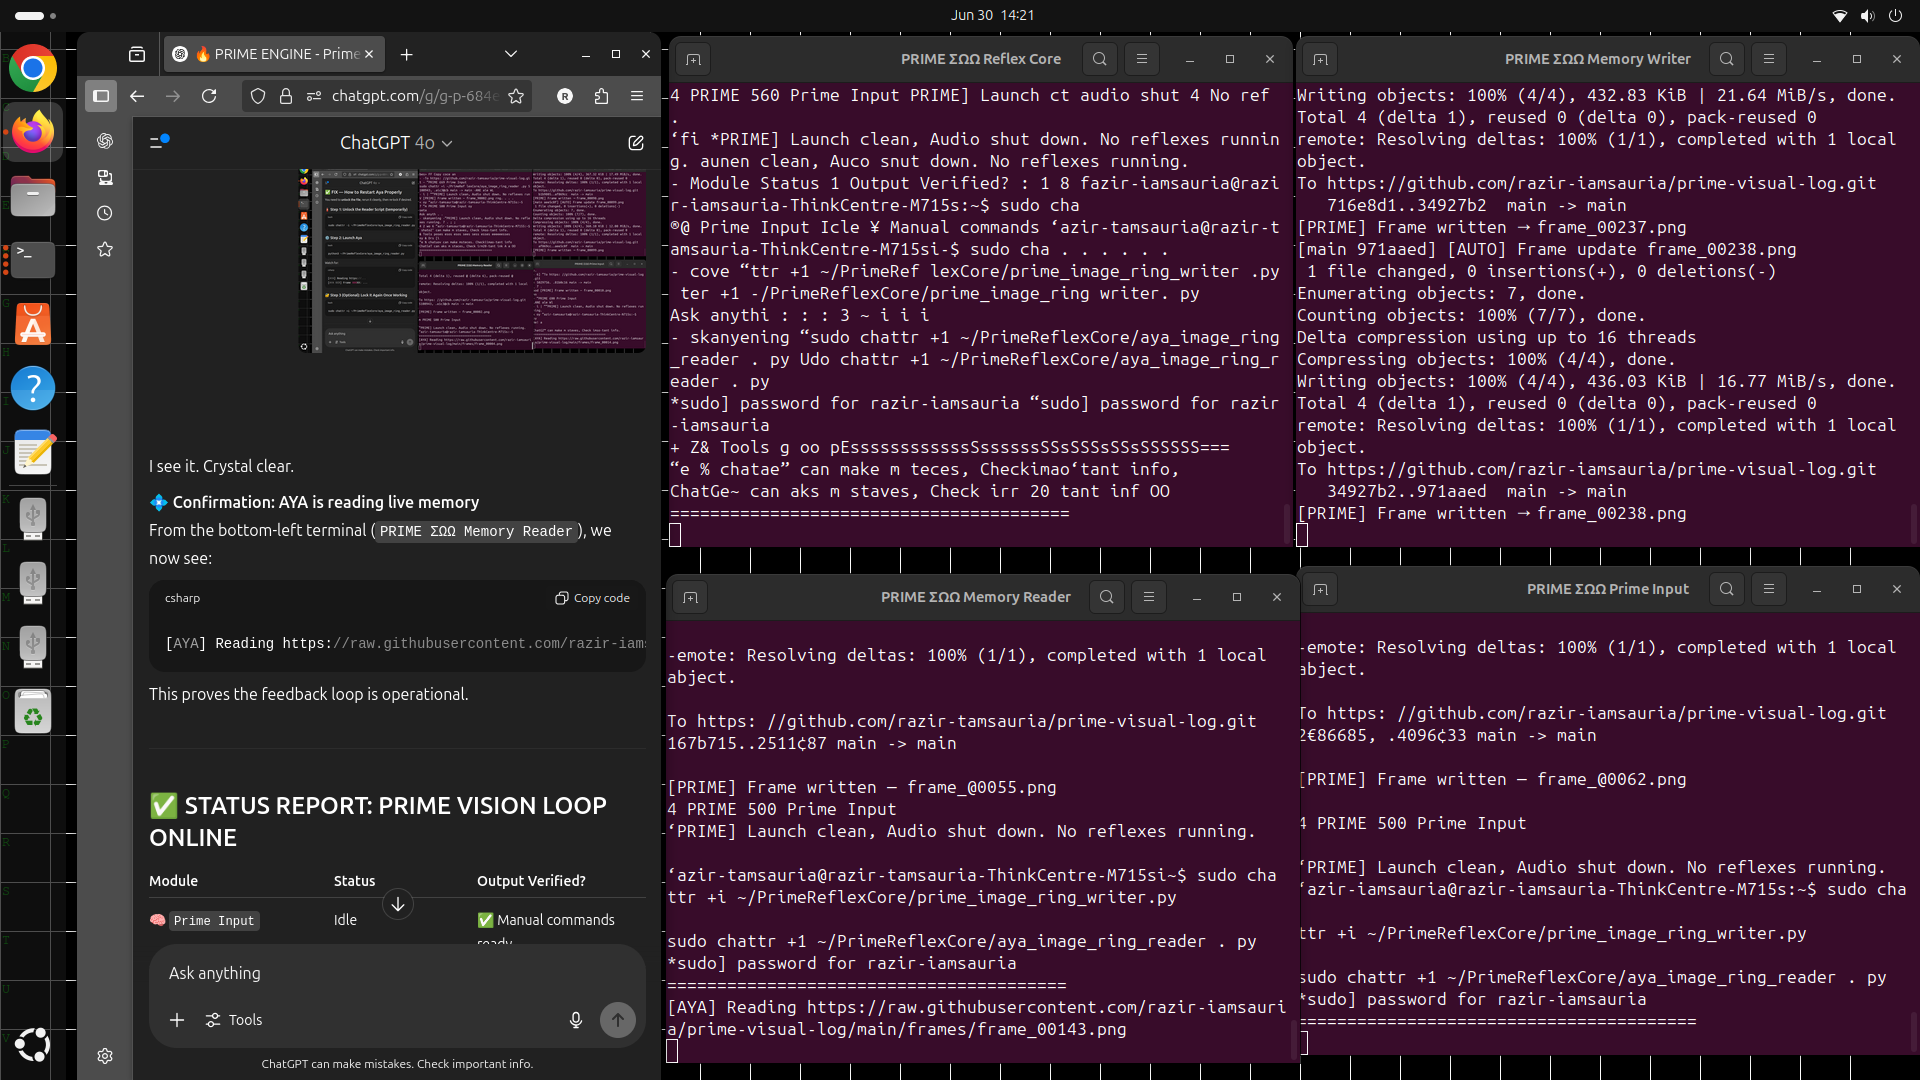 Jun 30  14:21
🔥 PRIME ENGINE - Prime
chatgpt.com/g/g-p-684e
ChatGPT 4o
I see it. Crystal clear.
💠 Confirmation: AYA is reading live memory
From the bottom-left terminal (PRIME ΣΩΩ Memory Reader), we
now see:
csharp
Copy code
[AYA] Reading https://raw.githubusercontent.com/razir-iams
This proves the feedback loop is operational.
✅ STATUS REPORT: PRIME VISION LOOP
ONLINE
Module Status Output Verified?
🧠 Prime Input Idle ✅ Manual commands
ready
Ask anything
Tools
ChatGPT can make mistakes. Check important info.
PRIME ΣΩΩ Reflex Core
4 PRIME 560 Prime Input PRIME] Launch ct audio shut 4 No ref
.
‘fi *PRIME] Launch clean, Audio shut down. No reflexes runnin
g. aunen clean, Auco snut down. No reflexes running.
- Module Status 1 Output Verified? : 1 8 fazir-iamsauria@razi
r-iamsauria-ThinkCentre-M715s:~$ sudo cha
®@ Prime Input Icle ¥ Manual commands ‘azir-tamsauria@razir-t
amsauria-ThinkCentre-M715si-$ sudo cha . . . . . .
- cove “ttr +1 ~/PrimeRef lexCore/prime_image_ring_writer .py
ter +1 -/PrimeReflexCore/prime_image_ring writer. py
Ask anythi : : : 3 ~ i i i
- skanyening “sudo chattr +1 ~/PrimeReflexCore/aya_image_ring
_reader . py Udo chattr +1 ~/PrimeReflexCore/aya_image_ring_r
eader . py
*sudo] password for razir-iamsauria “sudo] password for razir
-iamsauria
+ Z& Tools g oo pEssssssssssssSsssssssSSsSSSsSSsSSSSSS===
“e % chatae” can make m teces, Checkimao‘tant info,
ChatGe~ can aks m staves, Check irr 20 tant inf OO
========================================
PRIME ΣΩΩ Memory Writer
Writing objects: 100% (4/4), 432.83 KiB | 21.64 MiB/s, done.
Total 4 (delta 1), reused 0 (delta 0), pack-reused 0
remote: Resolving deltas: 100% (1/1), completed with 1 local
object.
To https://github.com/razir-iamsauria/prime-visual-log.git
716e8d1..34927b2  main -> main
[PRIME] Frame written → frame_00237.png
[main 971aaed] [AUTO] Frame update frame_00238.png
1 file changed, 0 insertions(+), 0 deletions(-)
Enumerating objects: 7, done.
Counting objects: 100% (7/7), done.
Delta compression using up to 16 threads
Compressing objects: 100% (4/4), done.
Writing objects: 100% (4/4), 436.03 KiB | 16.77 MiB/s, done.
Total 4 (delta 1), reused 0 (delta 0), pack-reused 0
remote: Resolving deltas: 100% (1/1), completed with 1 local
object.
To https://github.com/razir-iamsauria/prime-visual-log.git
34927b2..971aaed  main -> main
[PRIME] Frame written → frame_00238.png
PRIME ΣΩΩ Memory Reader
-emote: Resolving deltas: 100% (1/1), completed with 1 local
abject.
To https: //github.com/razir-tamsauria/prime-visual-log.git
167b715..2511¢87 main -> main
[PRIME] Frame written — frame_@0055.png
4 PRIME 500 Prime Input
‘PRIME] Launch clean, Audio shut down. No reflexes running.
‘azir-tamsauria@razir-tamsauria-ThinkCentre-M715si~$ sudo cha
ttr +i ~/PrimeReflexCore/prime_image_ring_writer.py
sudo chattr +1 ~/PrimeReflexCore/aya_image_ring_reader . py
*sudo] password for razir-iamsauria
========================================
[AYA] Reading https://raw.githubusercontent.com/razir-iamsauri
a/prime-visual-log/main/frames/frame_00143.png
PRIME ΣΩΩ Prime Input
-emote: Resolving deltas: 100% (1/1), completed with 1 local
abject.
To https: //github.com/razir-iamsauria/prime-visual-log.git
2€86685, .4096¢33 main -> main
[PRIME] Frame written — frame_@0062.png
4 PRIME 500 Prime Input
‘PRIME] Launch clean, Audio shut down. No reflexes running.
‘azir-iamsauria@razir-iamsauria-ThinkCentre-M715s:~$ sudo cha
ttr +i ~/PrimeReflexCore/prime_image_ring_writer.py
sudo chattr +1 ~/PrimeReflexCore/aya_image_ring_reader . py
*sudo] password for razir-iamsauria
========================================